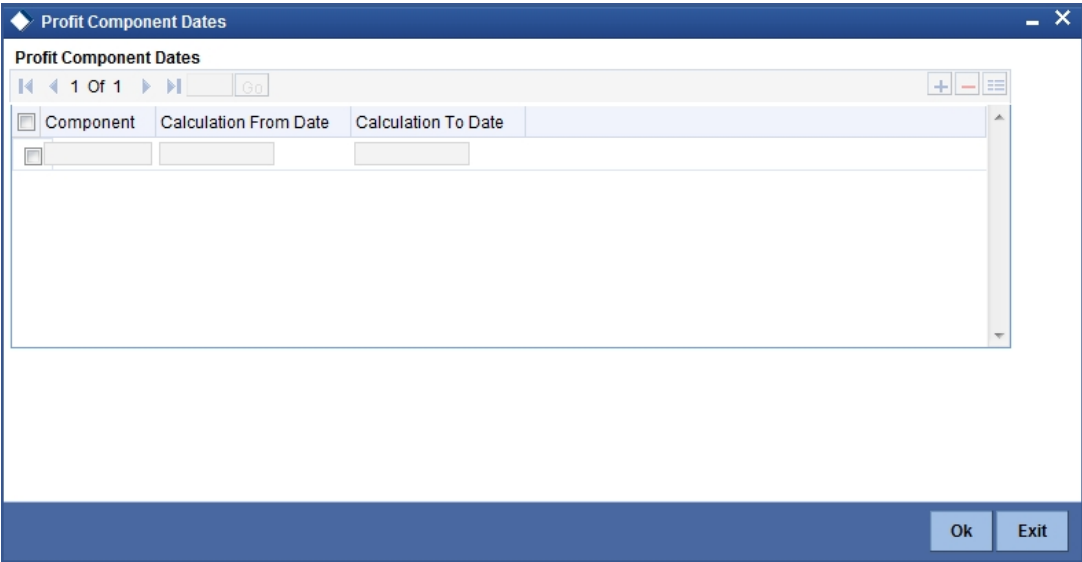 Profit Component Dates
Profit Component Dates
1 Of 1 Go
Component Calculation From Date Calculation To Date
Ok Exit